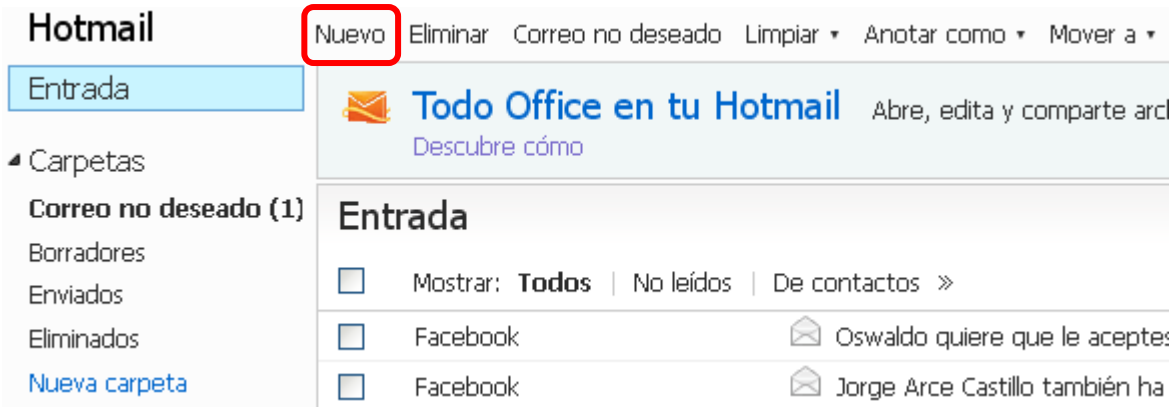 Hotmail
Nuevo Eliminar Correo no deseado Limpiar Anotar como Mover a
Entrada
Todo Office en tu Hotmail Abre, edita y comparte
Descubre cómo
Carpetas
Correo no deseado (1)
Borradores
Enviados
Eliminados
Nueva carpeta
Entrada
Mostrar: Todos | No leídos | De contactos »
Facebook Oswaldo quiere que le aceptes
Facebook Jorge Arce Castillo también ha